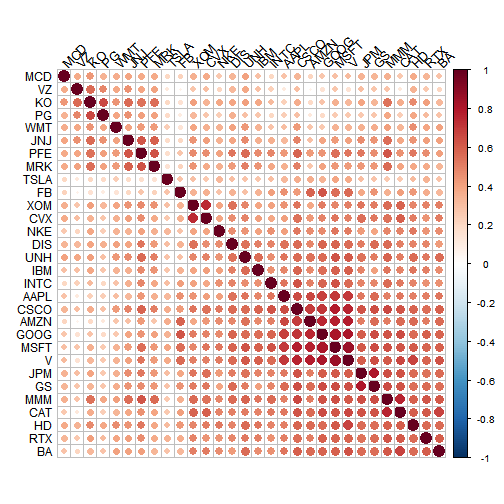 MCD VZ KO PG WMT JNJ PFE MRK TSLA FB XOM CVX NKE DIS UNH IBM INTC AAPL CSCO AMZN GOOG MSFT V JPM GS MMM CAT HD RTX BA
MCD
VZ
KO
PG
WMT
JNJ
PFE
MRK
TSLA
FB
XOM
CVX
NKE
DIS
UNH
IBM
INTC
AAPL
CSCO
AMZN
GOOG
MSFT
V
JPM
GS
MMM
CAT
HD
RTX
BA
1
0.8
0.6
0.4
0.2
0
-0.2
-0.4
-0.6
-0.8
-1